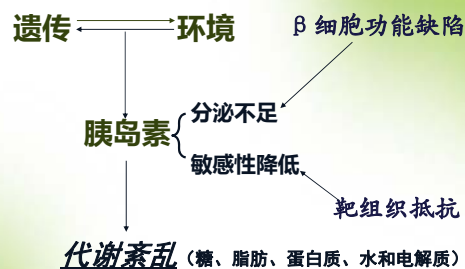 遗传 环境 β细胞功能缺陷
分泌不足
胰岛素
敏感性降低
靶组织抵抗
代谢紊乱（糖、脂肪、蛋白质、水和电解质）